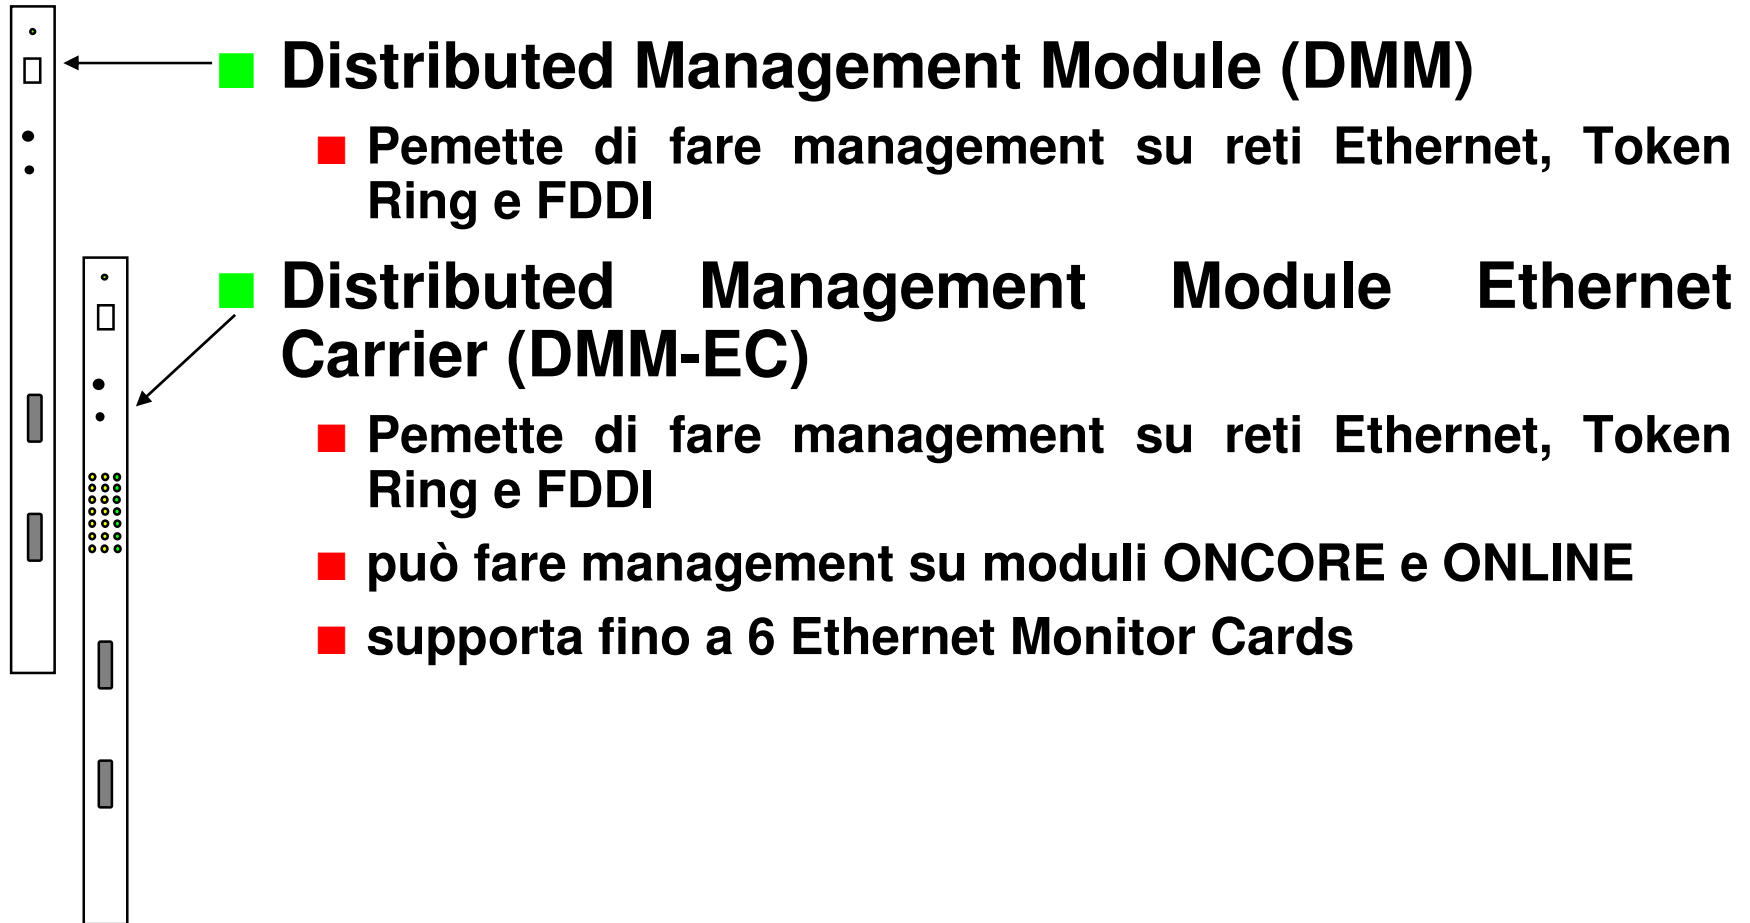 Distributed Management Module (DMM)
Pemette di fare management su reti Ethernet, Token
Ring e FDDI
Distributed Management Module Ethernet
Carrier (DMM-EC)
Pemette di fare management su reti Ethernet, Token
Ring e FDDI
può fare management su moduli ONCORE e ONLINE
supporta fino a 6 Ethernet Monitor Cards